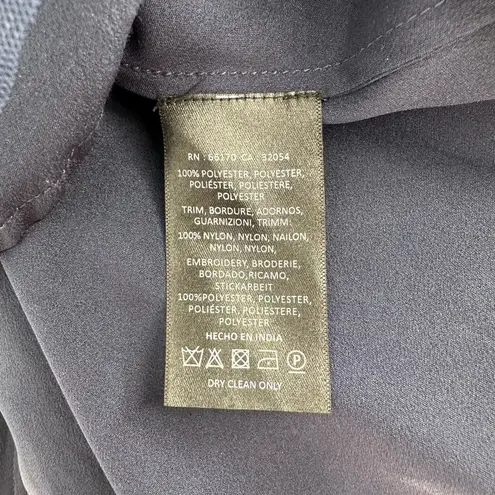 RN : 66170 CA : 32054
100% POLYESTER, POLYESTER,
POLIÉSTER, POLIESTERE,
POLYESTER
TRIM, BORDURE, ADORNOS,
GUARNIZIONI, TRIMM:
100% NYLON, NYLON, NAILON,
NYLON, NYLON,
EMBROIDERY, BRODERIE,
BORDADO,RICAMO,
STICKARBEIT
100%POLYESTER, POLYESTER,
POLIÉSTER, POLIESTERE,
POLYESTER
HECHO EN INDIA
P
DRY CLEAN ONLY